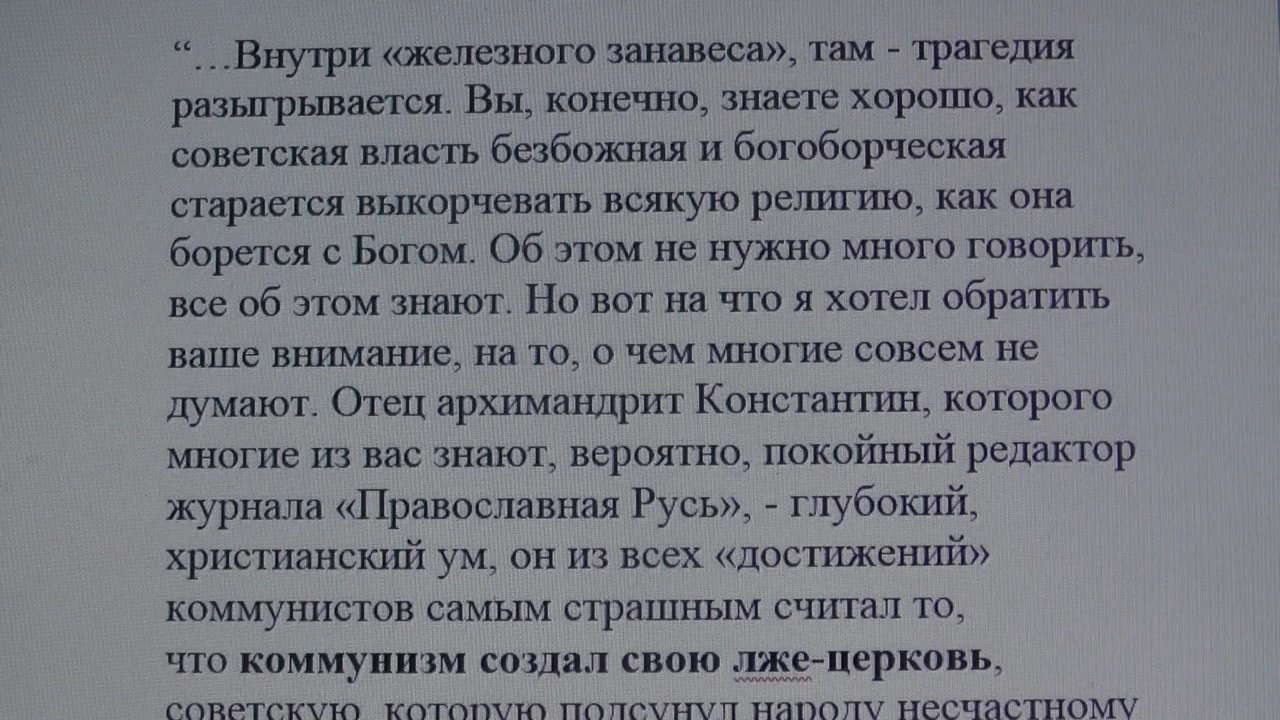 “…Внутри «железного занавеса», там - трагедия
разыгрывается. Вы, конечно, знаете хорошо, как
советская власть безбожная и богоборческая
старается выкорчевать всякую религию, как она
борется с Богом. Об этом не нужно много говорить,
все об этом знают. Но вот на что я хотел обратить
ваше внимание, на то, о чем многие совсем не
думают. Отец архимандрит Константин, которого
многие из вас знают, вероятно, покойный редактор
журнала «Православная Русь», - глубокий,
христианский ум, он из всех «достижений»
коммунистов самым страшным считал то,
что коммунизм создал свою лже-церковь,
советскую, которую подсунул народу несчастному